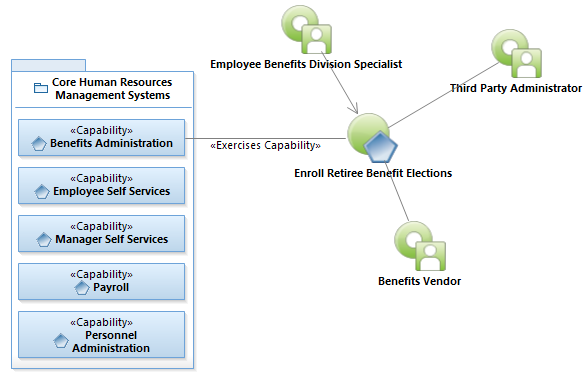 Employee Benefits Division Specialist
Third Party Administrator
Core Human Resources
Management Systems
«Capability»
Benefits Administration
«Exercises Capability»
Enroll Retiree Benefit Elections
«Capability»
Employee Self Services
«Capability»
Manager Self Services
«Capability»
Payroll
«Capability»
Personnel
Administration
Benefits Vendor